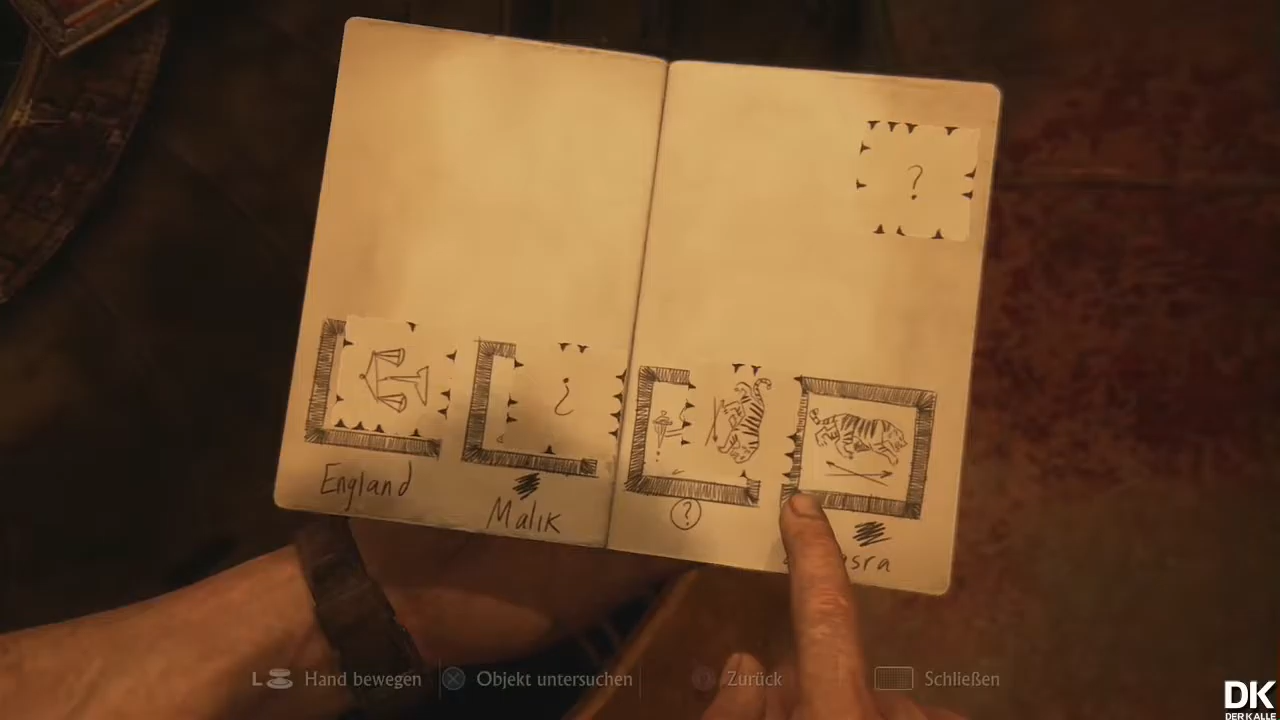 ?
?
England
Malik
?
L Hand bewegen
Objekt untersuchen
Zurück
Schließen
DK
DERKALLE